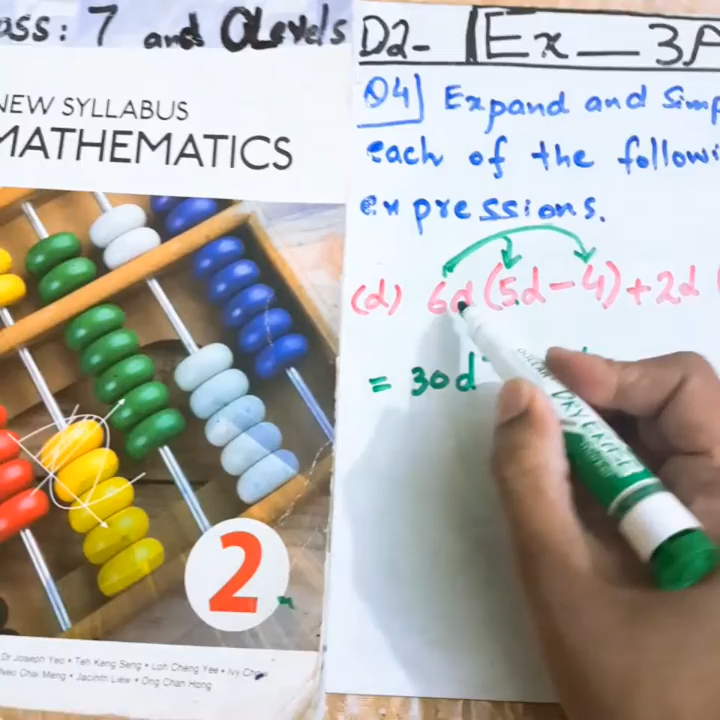 ass: 7 and OLevels
NEW SYLLABUS
MATHEMATICS
2
Dr Joseph Yeo • Teh Keng Seng • Loh Cheng Yee • Ivy Chow
Neo Chai Meng • Jacinth Liew • Ong Chan Hong
D2- Ex _ 3A
Q4] Expand and Simp
each of the followi
expressions.
(d) 6d(5d-4)+2d(
= 30d
DRY ERASE